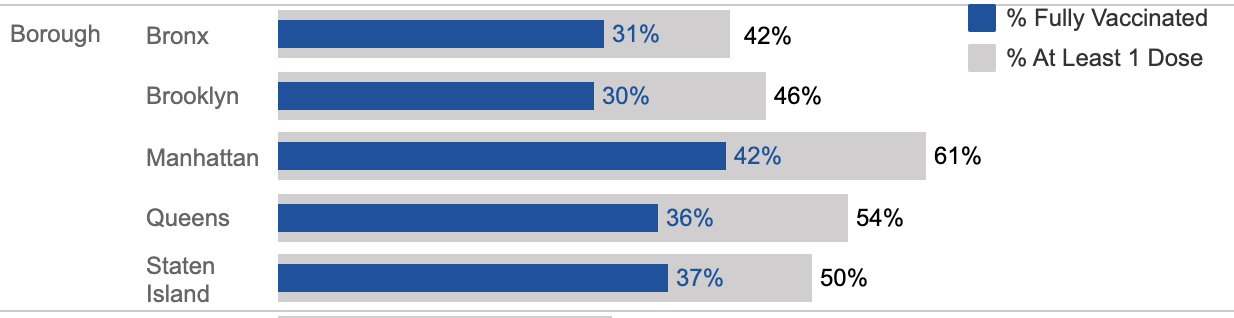 % Fully Vaccinated
% At Least 1 Dose
Borough
Bronx 31% 42%
Brooklyn 30% 46%
Manhattan 42% 61%
Queens 36% 54%
Staten
Island 37% 50%